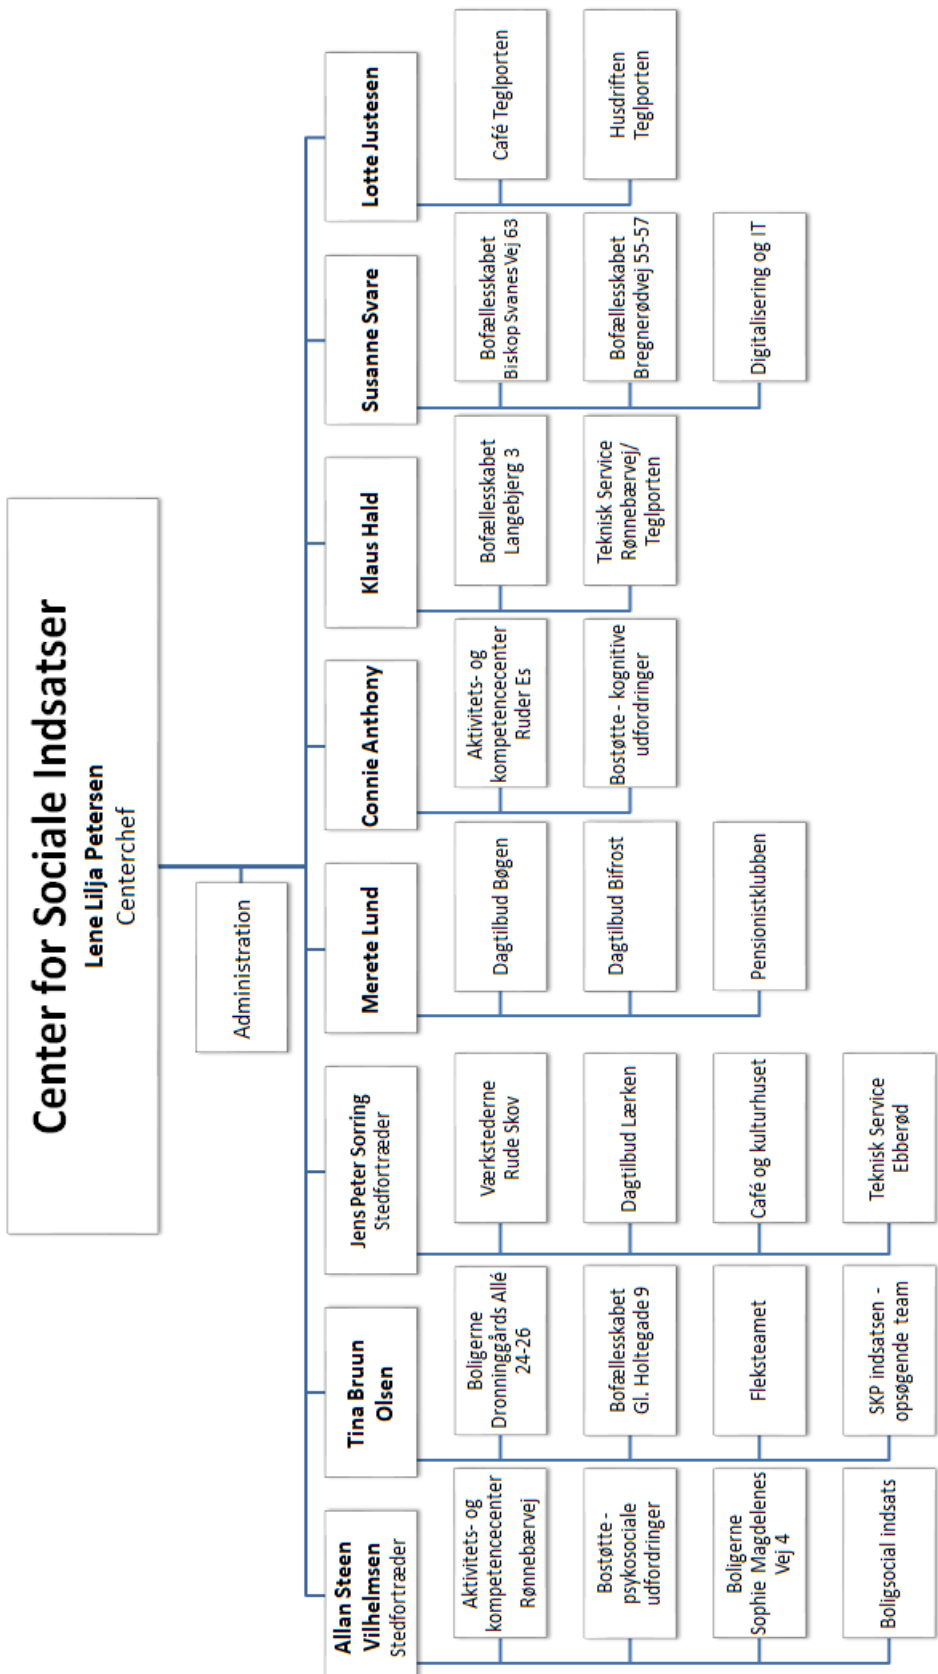 Center for Sociale Indsatser
Lene Lilja Petersen
Centerchef
Administration
Allan Steen
Vilhelmsen
Stedfortræder
Aktivitets- og
kompetencecenter
Rønnebærvej
Bostøtte -
psykosociale
udfordringer
Boligerne
Sophie Magdelenes
Vej 4
Boligsocial indsats
Tina Bruun
Olsen
Boligerne
Dronninggårds Allé
24-26
Bofællesskabet
Gl. Holtegade 9
Fleksteamet
SKP indsatsen -
opsøgende team
Jens Peter Sorring
Stedfortræder
Værkstederne
Rude Skov
Dagtilbud Lærken
Café og kulturhuset
Teknisk Service
Ebberød
Merete Lund
Dagtilbud Bøgen
Dagtilbud Bifrost
Pensionistklubben
Connie Anthony
Aktivitets- og
kompetencecenter
Ruder Es
Bostøtte - kognitive
udfordringer
Klaus Hald
Bofællesskabet
Langebjerg 3
Teknisk Service
Rønnebærvej/
Teglporten
Susanne Svare
Bofællesskabet
Biskop Svanes Vej 63
Bofællesskabet
Bregnerødvej 55-57
Digitalisering og IT
Lotte Justesen
Café Teglporten
Husdriften
Teglporten